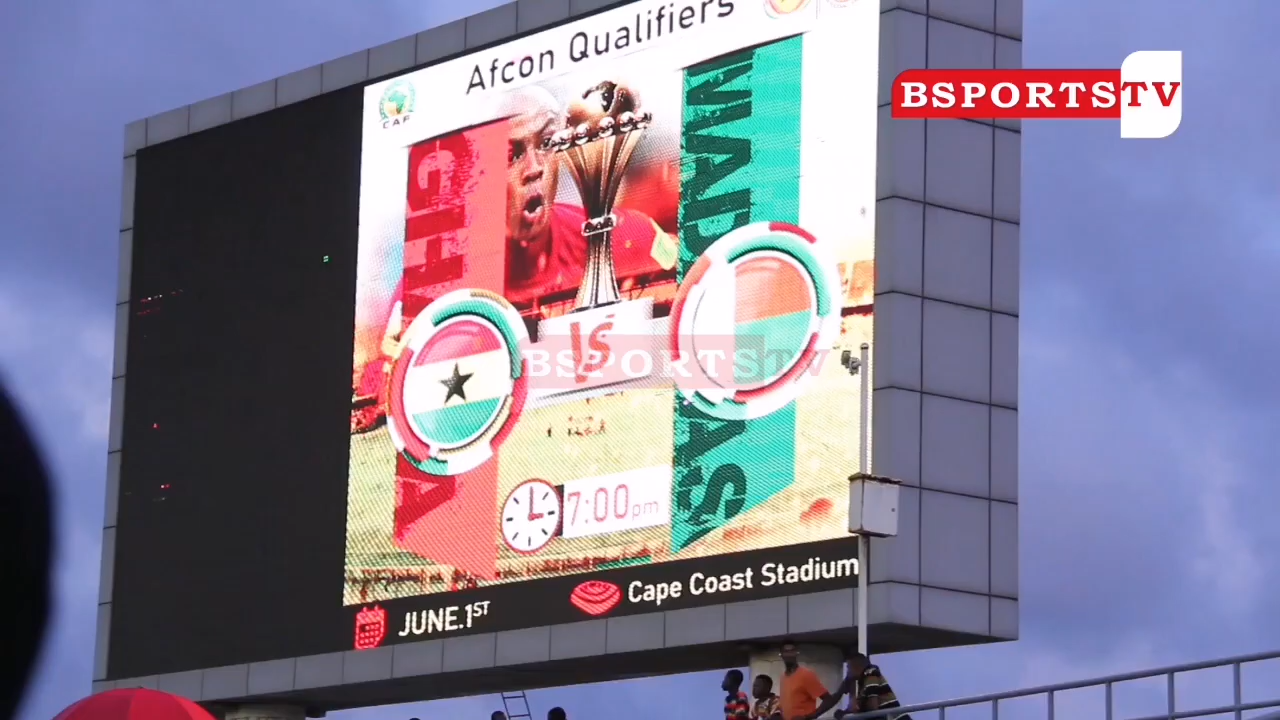 Afcon Qualifiers
BSPORTSTV
CAF
VS
BSPORTSTV
7:00pm
JUNE.1ST
Cape Coast Stadium